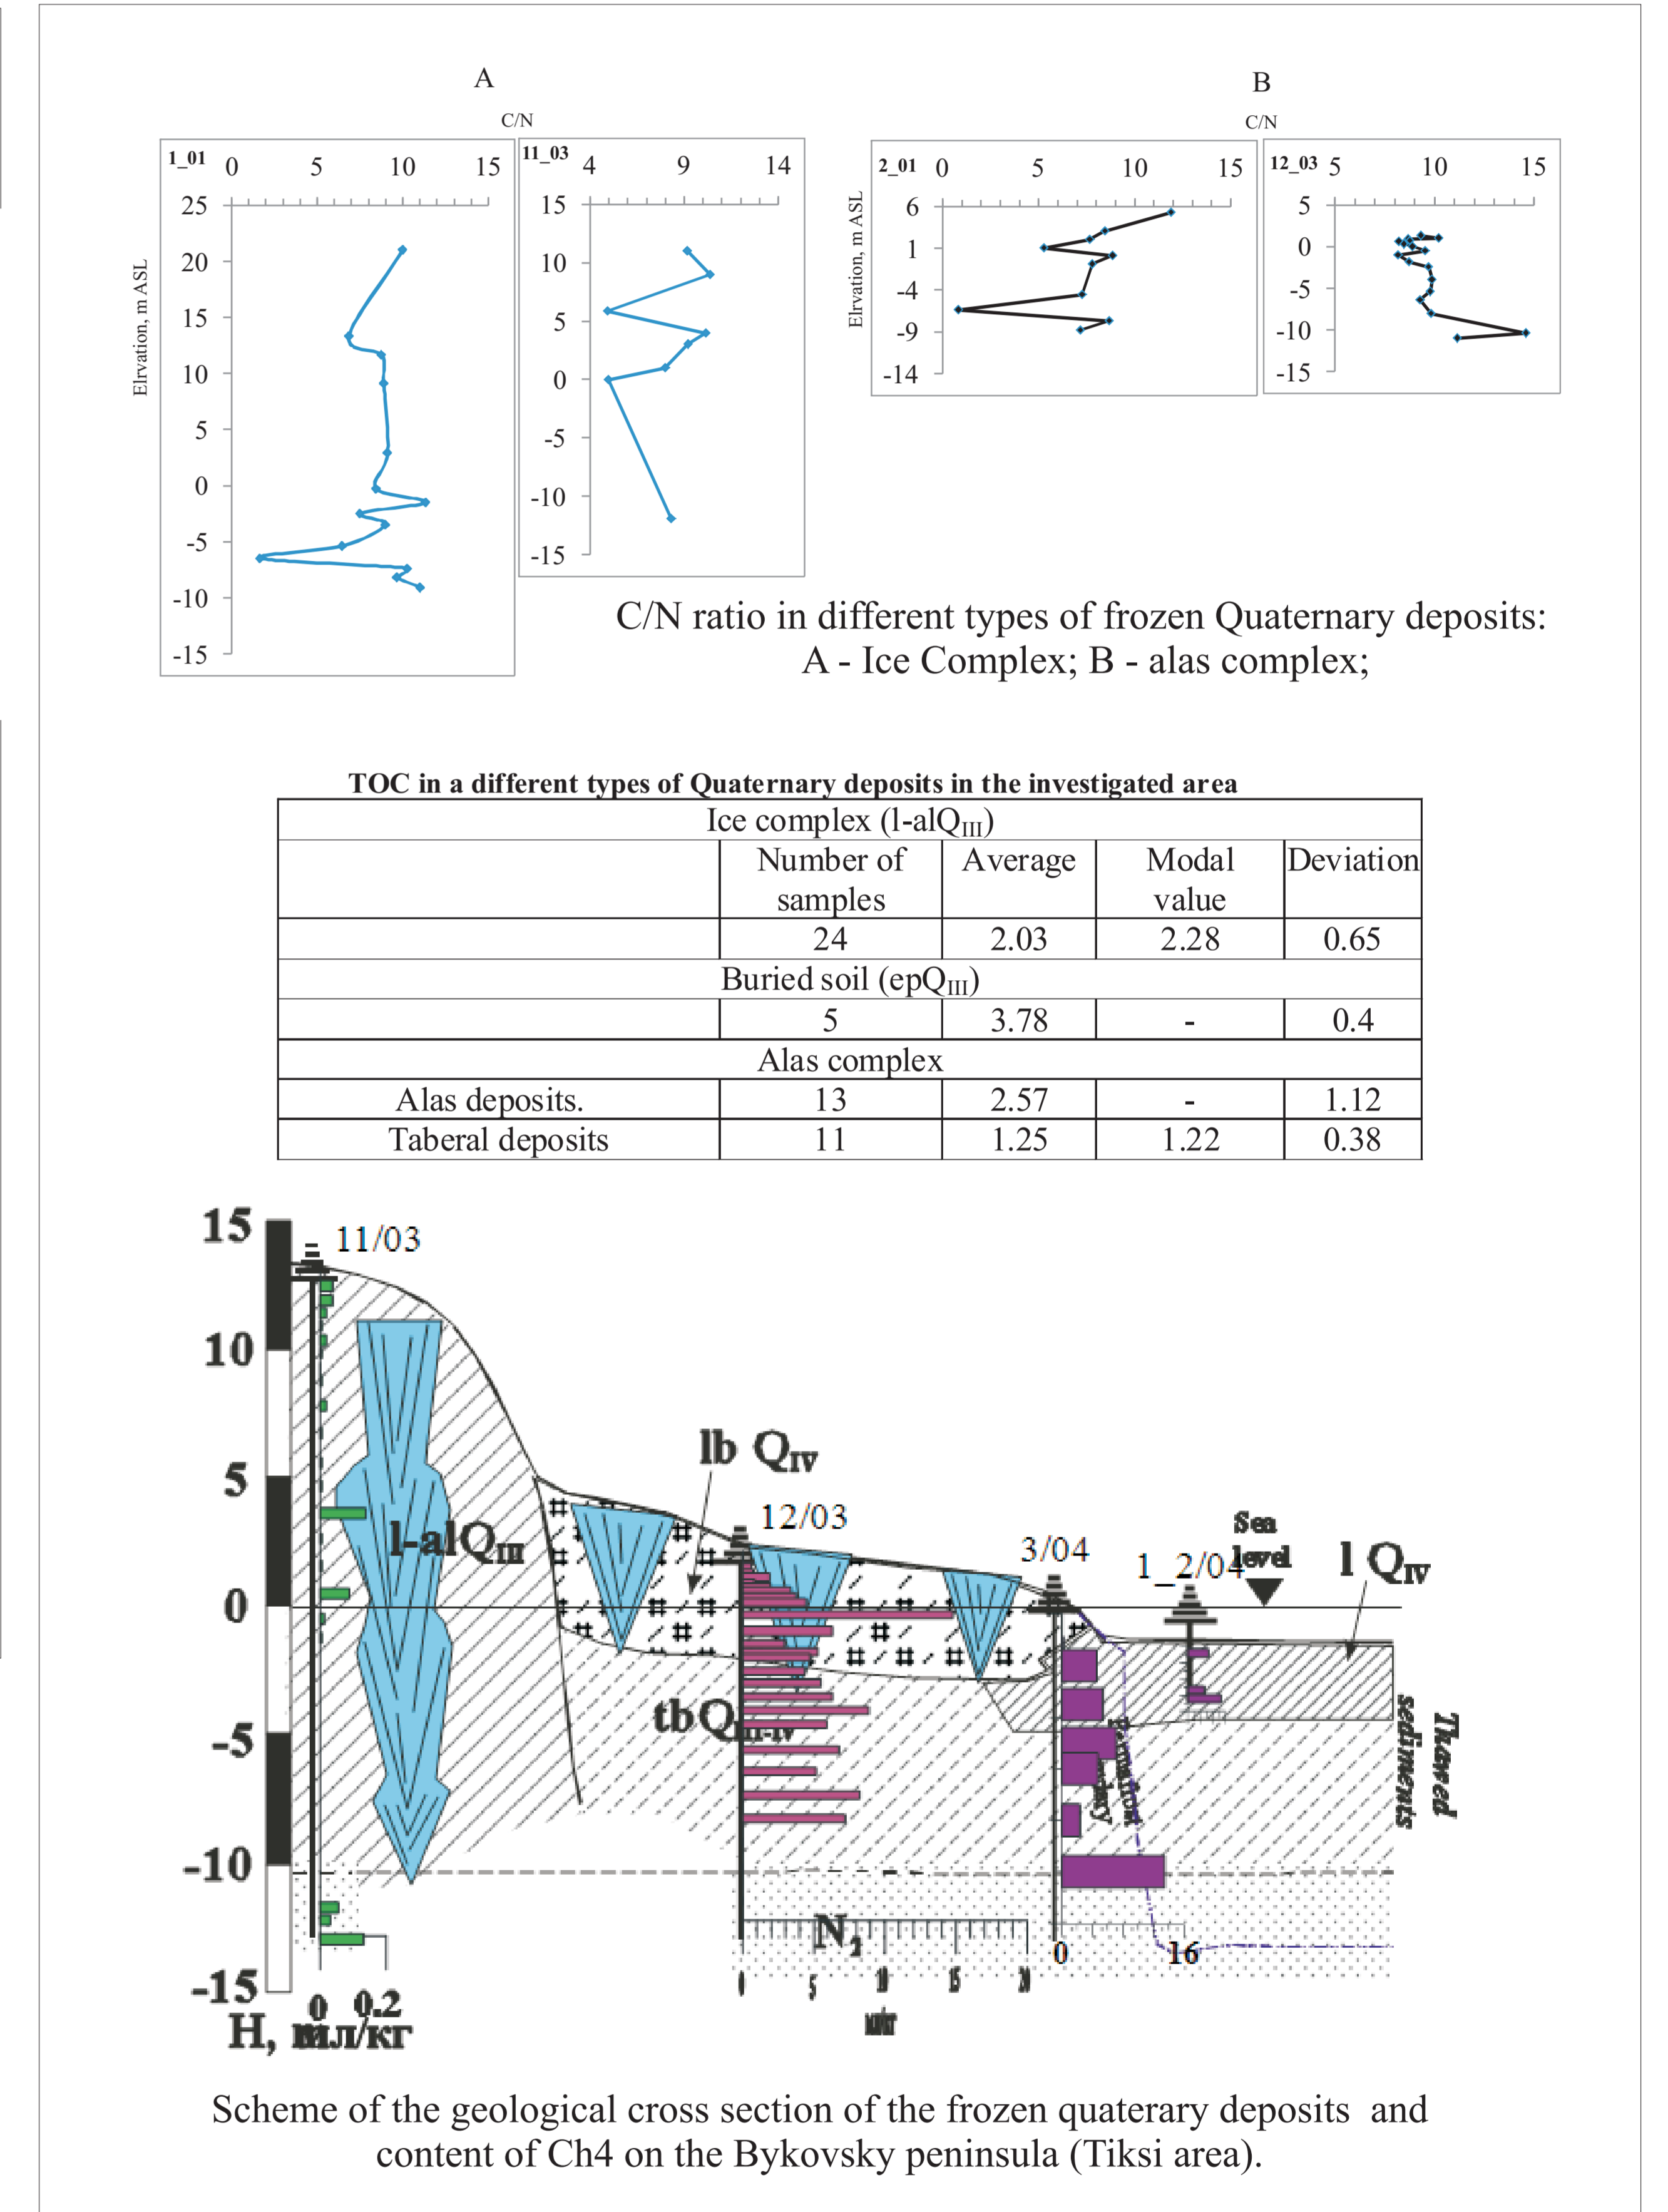 A
C/N
1_01
0 5 10 15
25
20
15
10
5
0
-5
-10
-15
Elrvation, m ASL
11_03
4 9 14
15
10
5
0
-5
-10
-15
B
C/N
2_01
0 5 10 15
6
1
-4
-9
-14
Elrvation, m ASL
12_03
5 10 15
5
0
-5
-10
-15
C/N ratio in different types of frozen Quaternary deposits:
A - Ice Complex; B - alas complex;
TOC in a different types of Quaternary deposits in the investigated area
Ice complex (l-alQIII)
Number of samples Average Modal value Deviation
24 2.03 2.28 0.65
Buried soil (epQIII)
5 3.78 - 0.4
Alas complex
Alas deposits. 13 2.57 - 1.12
Taberal deposits 11 1.25 1.22 0.38
15
10
5
0
-5
-10
-15
11/03
l-alQIII
lb QIV
12/03
3/04
1_2/04
Sea
level
l QIV
tbQIII-IV
Thawed
sediments
N1
0 0.2
H, мл/кг
0 5 10 15 20
0 16
Scheme of the geological cross section of the frozen quaterary deposits and
content of Ch4 on the Bykovsky peninsula (Tiksi area).